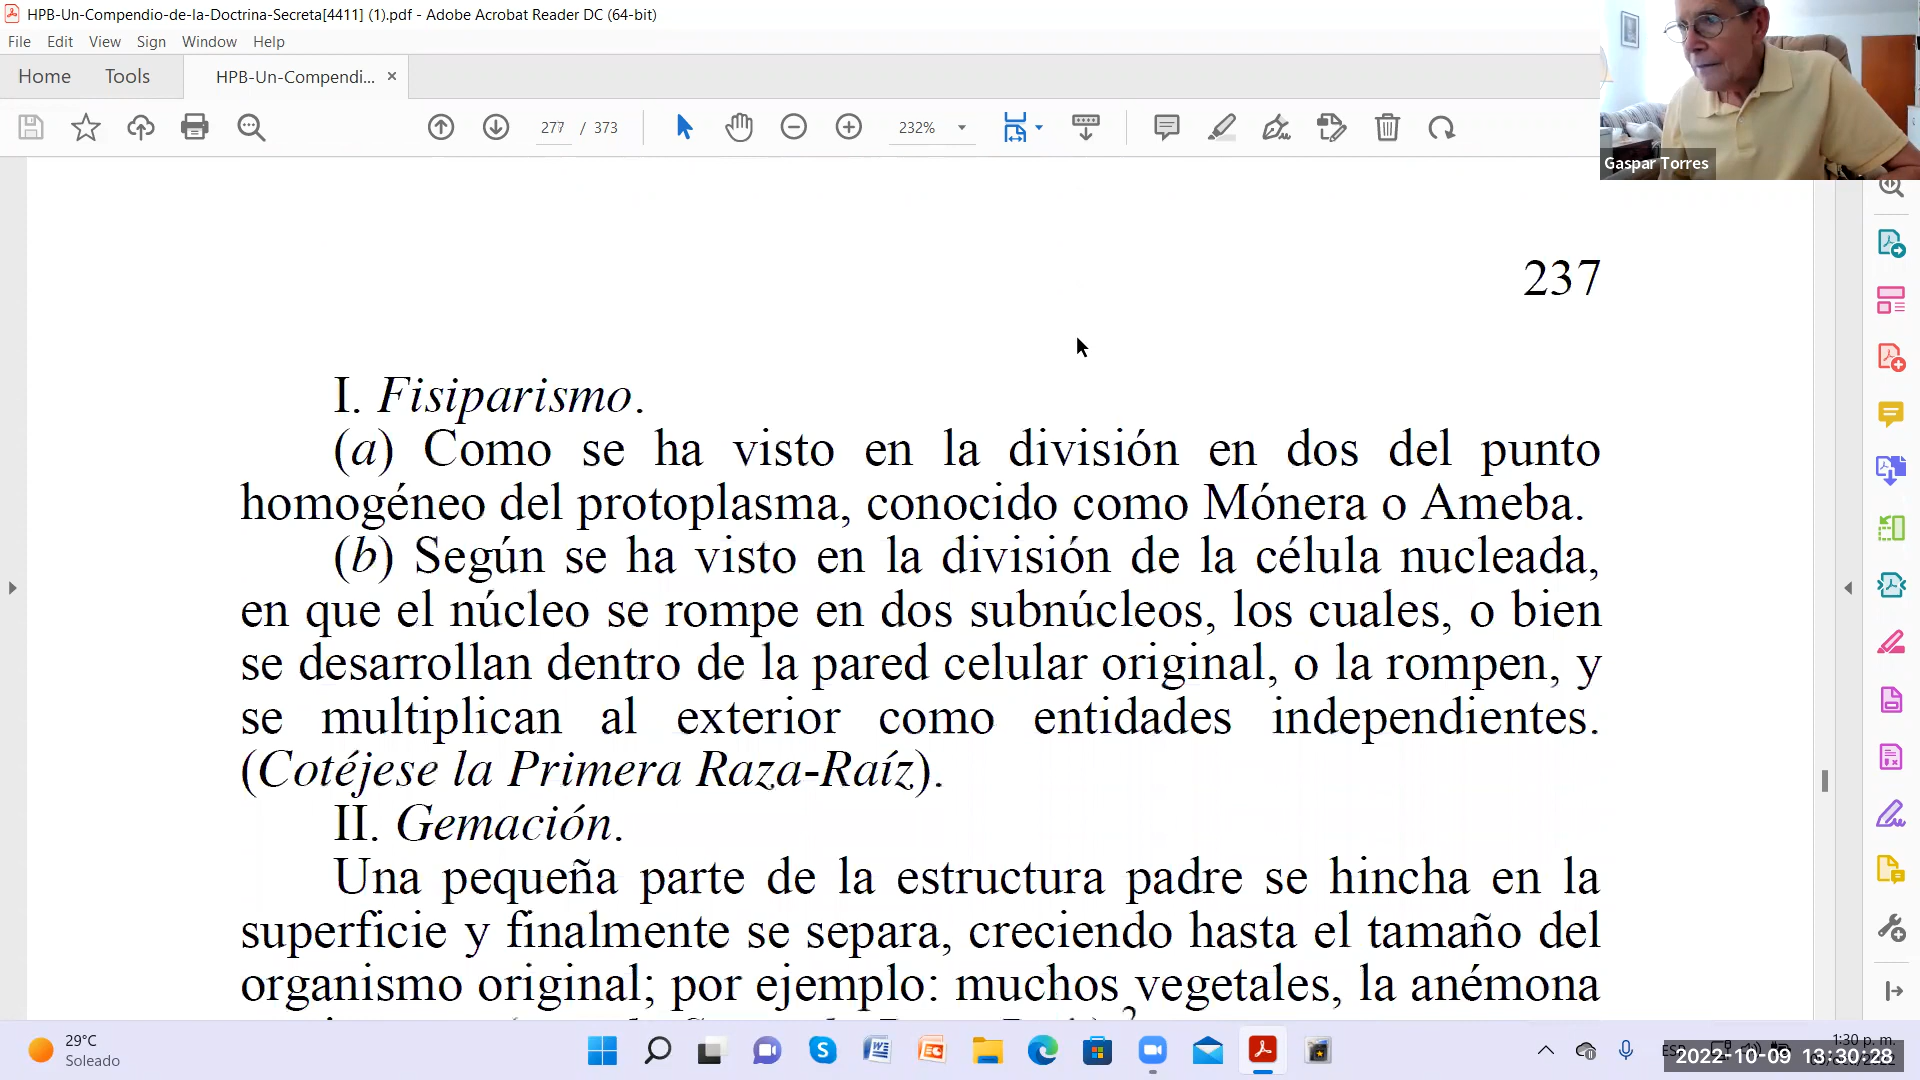 HPB-Un-Compendio-de-la-Doctrina-Secreta[4411] (1).pdf - Adobe Acrobat Reader DC (64-bit)
File Edit View Sign Window Help
Home Tools HPB-Un-Compendi... ×
277 / 373 232%
Gaspar Torres
237
I. Fisiparismo.
(a) Como se ha visto en la división en dos del punto
homogéneo del protoplasma, conocido como Mónera o Ameba.
(b) Según se ha visto en la división de la célula nucleada,
en que el núcleo se rompe en dos subnúcleos, los cuales, o bien
se desarrollan dentro de la pared celular original, o la rompen, y
se multiplican al exterior como entidades independientes.
(Cotéjese la Primera Raza-Raíz).
II. Gemación.
Una pequeña parte de la estructura padre se hincha en la
superficie y finalmente se separa, creciendo hasta el tamaño del
organismo original; por ejemplo: muchos vegetales, la anémona
29°C
Soleado
1:30 p. m.
2022-10-09 13:30:28